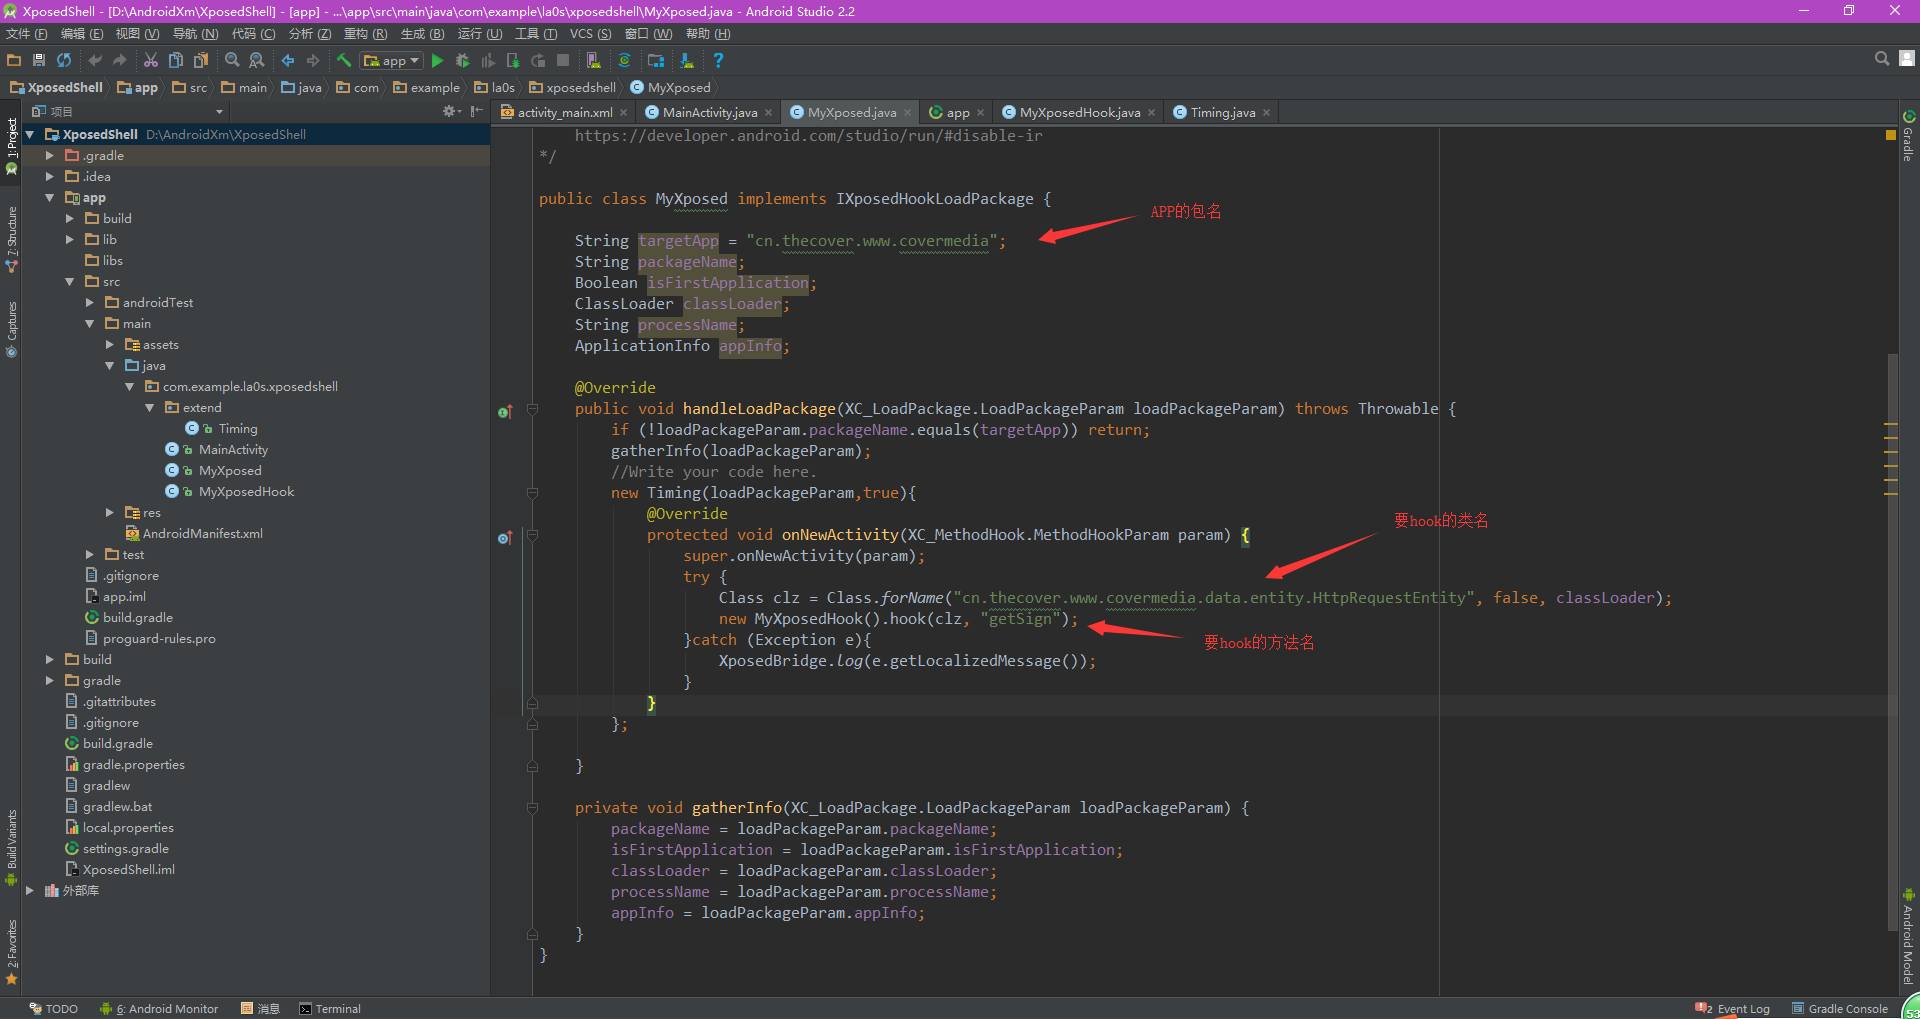 XposedShell - [D:\AndroidXm\XposedShell] - [app] - ...\app\src\main\java\com\example\la0s\xposedshell\MyXposed.java - Android Studio 2.2
文件 (F) 编辑 (E) 视图 (V) 导航 (N) 代码 (C) 分析 (Z) 重构 (R) 生成 (B) 运行 (U) 工具 (T) VCS (S) 窗口 (W) 帮助 (H)
app
XposedShell app src main java com example la0s xposedshell MyXposed
项目
activity_main.xml MainActivity.java MyXposed.java app MyXposedHook.java Timing.java
1: Project
7: Structure
Captures
Build Variants
2: Favorites
XposedShell D:\AndroidXm\XposedShell
.gradle
.idea
app
build
lib
libs
src
androidTest
main
assets
java
com.example.la0s.xposedshell
extend
Timing
MainActivity
MyXposed
MyXposedHook
res
AndroidManifest.xml
test
.gitignore
app.iml
build.gradle
proguard-rules.pro
build
gradle
.gitattributes
.gitignore
build.gradle
gradle.properties
gradlew
gradlew.bat
local.properties
settings.gradle
XposedShell.iml
外部库
https://developer.android.com/studio/run/#disable-ir
*/
public class MyXposed implements IXposedHookLoadPackage {
APP的包名
String targetApp = "cn.thecover.www.covermedia";
String packageName;
Boolean isFirstApplication;
ClassLoader classLoader;
String processName;
ApplicationInfo appInfo;
@Override
public void handleLoadPackage(XC_LoadPackage.LoadPackageParam loadPackageParam) throws Throwable {
if (!loadPackageParam.packageName.equals(targetApp)) return;
gatherInfo(loadPackageParam);
//Write your code here.
new Timing(loadPackageParam,true){
@Override
要hook的类名
protected void onNewActivity(XC_MethodHook.MethodHookParam param) {
super.onNewActivity(param);
try {
Class clz = Class.forName("cn.thecover.www.covermedia.data.entity.HttpRequestEntity", false, classLoader);
new MyXposedHook().hook(clz, "getSign");
要hook的方法名
}catch (Exception e){
XposedBridge.log(e.getLocalizedMessage());
}
}
};
}
private void gatherInfo(XC_LoadPackage.LoadPackageParam loadPackageParam) {
packageName = loadPackageParam.packageName;
isFirstApplication = loadPackageParam.isFirstApplication;
classLoader = loadPackageParam.classLoader;
processName = loadPackageParam.processName;
appInfo = loadPackageParam.appInfo;
}
}
Gradle
Android Model
TODO 6: Android Monitor 消息 Terminal
2 Event Log Gradle Console
53